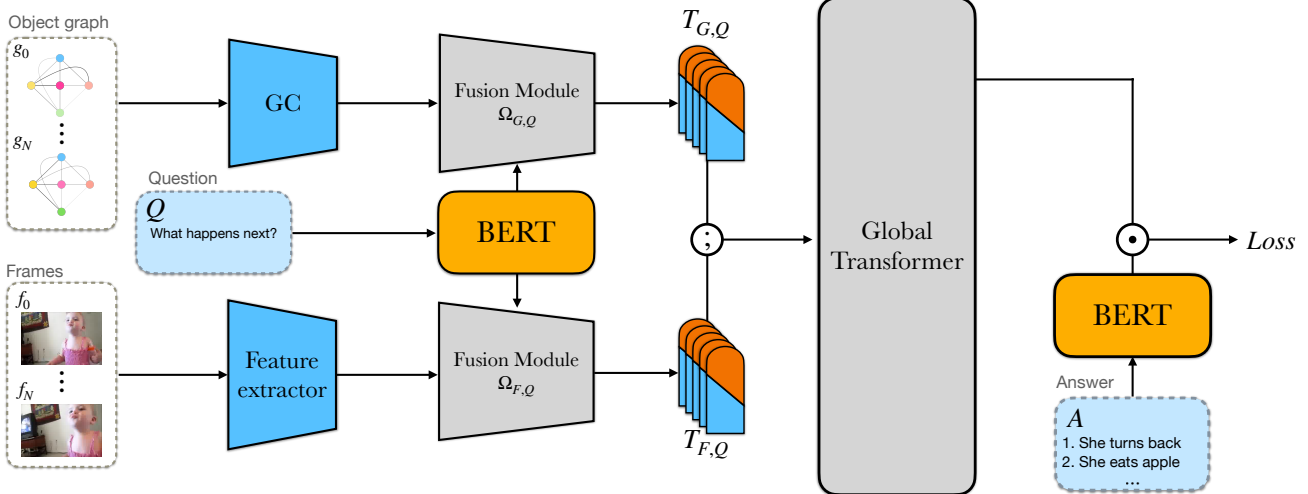 Object graph
g0
gN
GC
Fusion Module
ΩG,Q
TG,Q
Question
Q
What happens next?
BERT
;
Global
Transformer
Loss
Frames
f0
fN
Feature
extractor
Fusion Module
ΩF,Q
TF,Q
BERT
Answer
A
1. She turns back
2. She eats apple
...